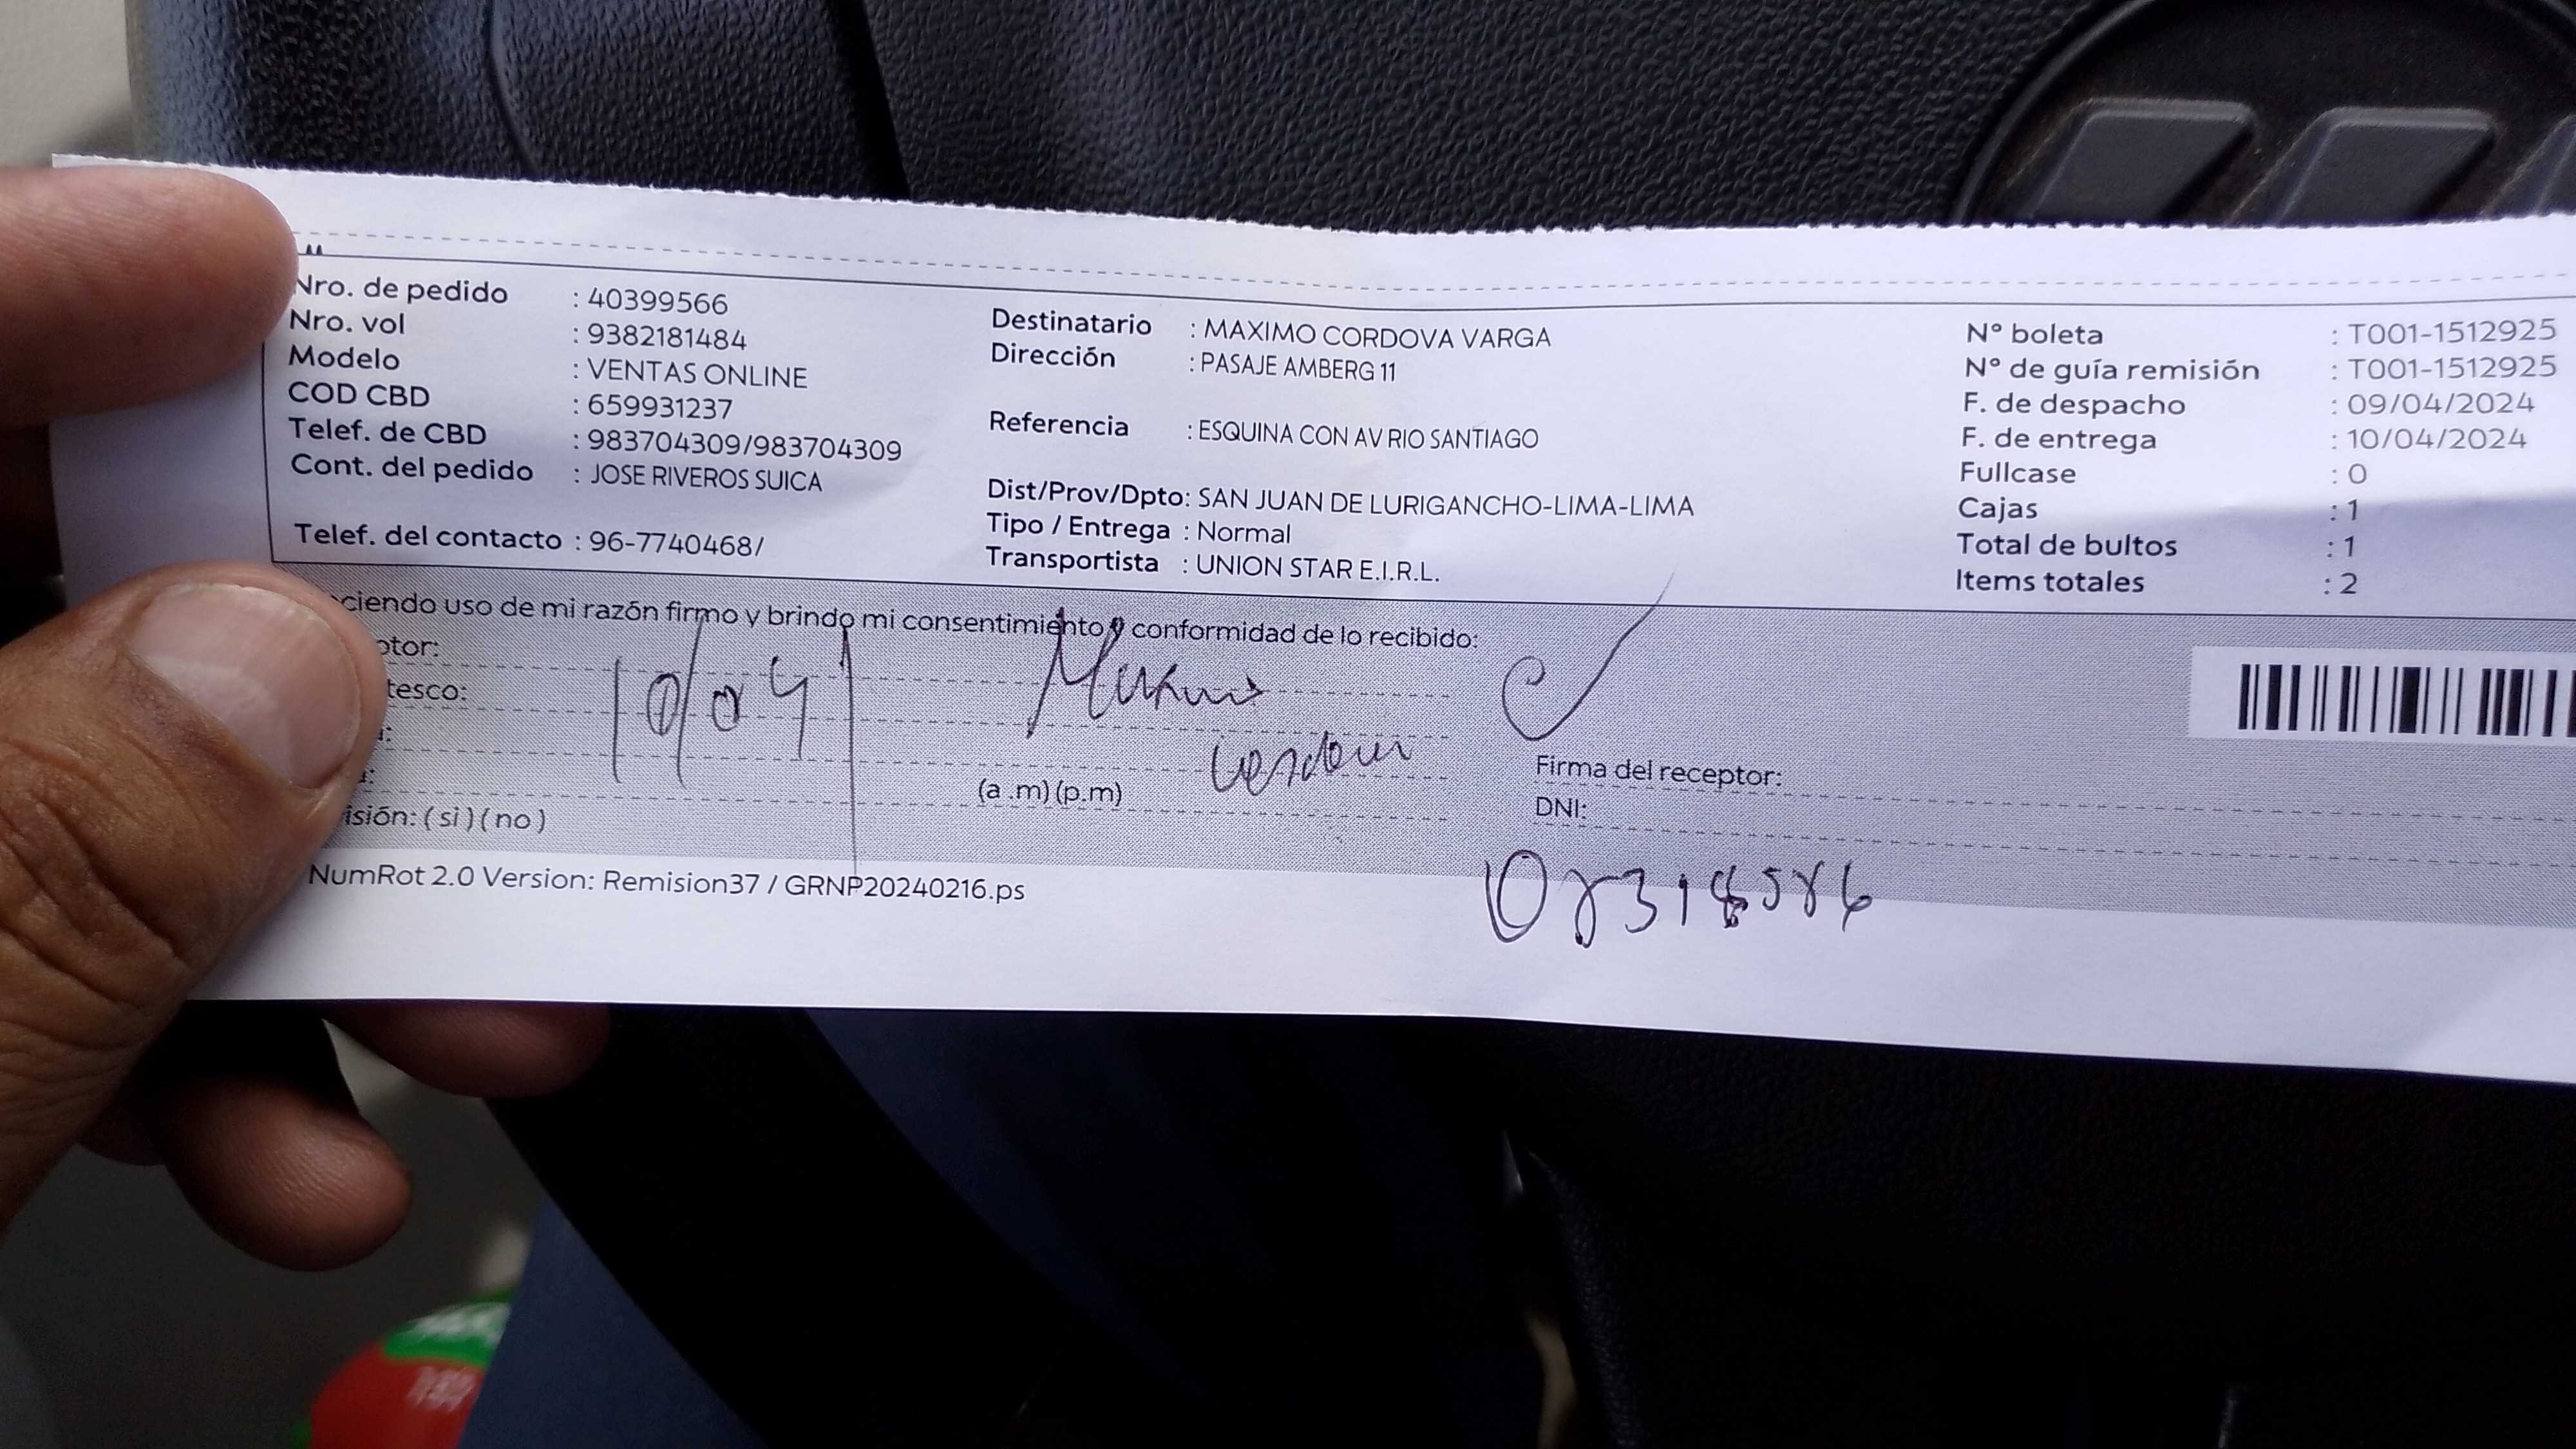 Nro. de pedido : 40399566
Nro. vol : 9382181484
Modelo : VENTAS ONLINE
COD CBD : 659931237
Telef. de CBD : 983704309/983704309
Cont. del pedido : JOSE RIVEROS SUICA
Telef. del contacto : 96-7740468/
Destinatario : MAXIMO CORDOVA VARGA
Dirección : PASAJE AMBERG 11
Referencia : ESQUINA CON AV RIO SANTIAGO
Dist/Prov/Dpto: SAN JUAN DE LURIGANCHO-LIMA-LIMA
Tipo / Entrega : Normal
Transportista : UNION STAR E.I.R.L.
N° boleta : T001-1512925
N° de guía remisión : T001-1512925
F. de despacho : 09/04/2024
F. de entrega : 10/04/2024
Fullcase : 0
Cajas : 1
Total de bultos : 1
Items totales : 2
ciendo uso de mi razón firmo y brindo mi consentimiento y conformidad de lo recibido:
otor:
tesco:
10/04/
(a .m) (p.m)
isión: ( si ) ( no )
Firma del receptor:
DNI:
NumRot 2.0 Version: Remision37 / GRNP20240216.ps